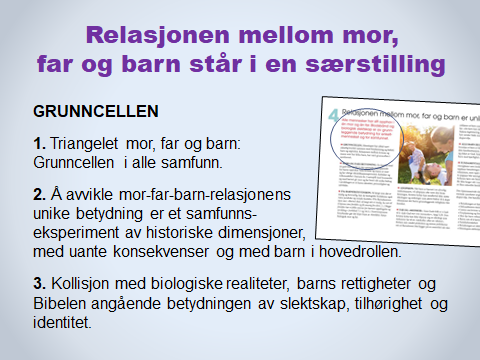 Relasjonen mellom mor,
far og barn står i en særstilling
GRUNNCELLEN
1. Triangelet mor, far og barn:
Grunncellen i alle samfunn.
2. Å avvikle mor-far-barn-relasjonens
unike betydning er et samfunns-
eksperiment av historiske dimensjoner,
med uante konsekvenser og med barn i hovedrollen.
3. Kollisjon med biologiske realiteter, barns rettigheter og
Bibelen angående betydningen av slektskap, tilhørighet og
identitet.
4 Relasjonen mellom mor, far og barn er uni